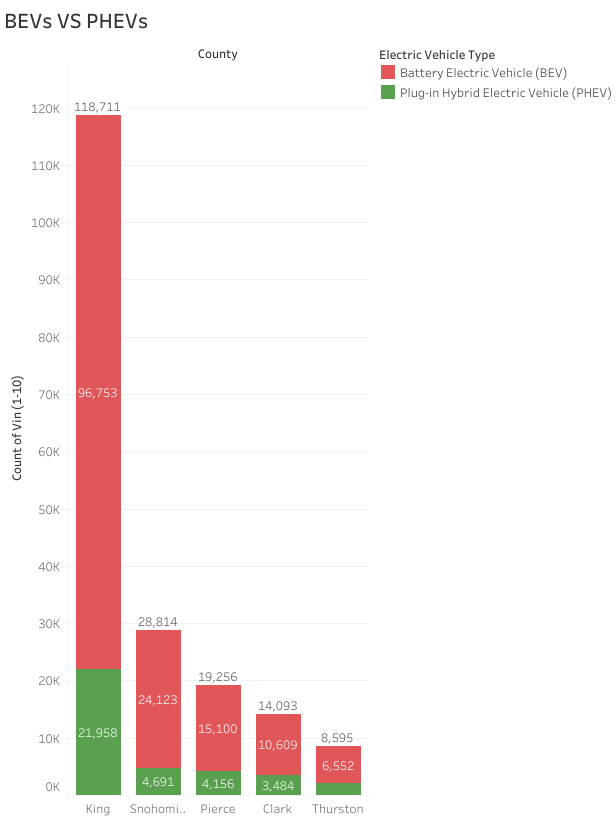 BEVs VS PHEVs
County
Electric Vehicle Type
Battery Electric Vehicle (BEV)
Plug-in Hybrid Electric Vehicle (PHEV)
Count of Vin (1-10)
120K
110K
100K
90K
80K
70K
60K
50K
40K
30K
20K
10K
0K
118,711
96,753
21,958
28,814
24,123
4,691
19,256
15,100
4,156
14,093
10,609
3,484
8,595
6,552
King
Snohomi..
Pierce
Clark
Thurston